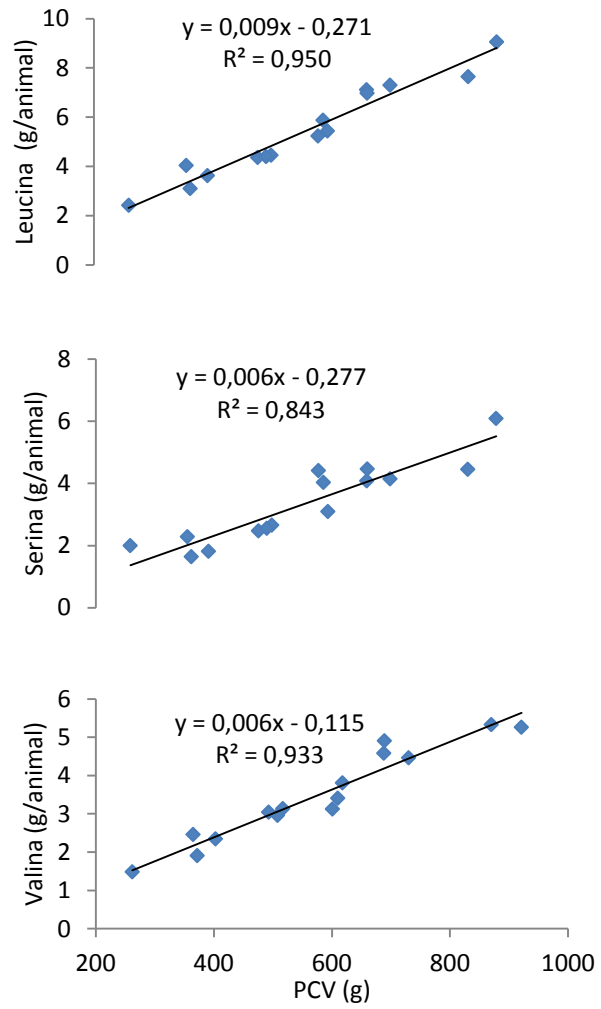 y = 0,009x - 0,271
R² = 0,950
10
8
6
4
2
0
Leucina (g/animal)
y = 0,006x - 0,277
R² = 0,843
8
6
4
2
0
Serina (g/animal)
y = 0,006x - 0,115
R² = 0,933
6
5
4
3
2
1
0
Valina (g/animal)
200 400 600 800 1000
PCV (g)